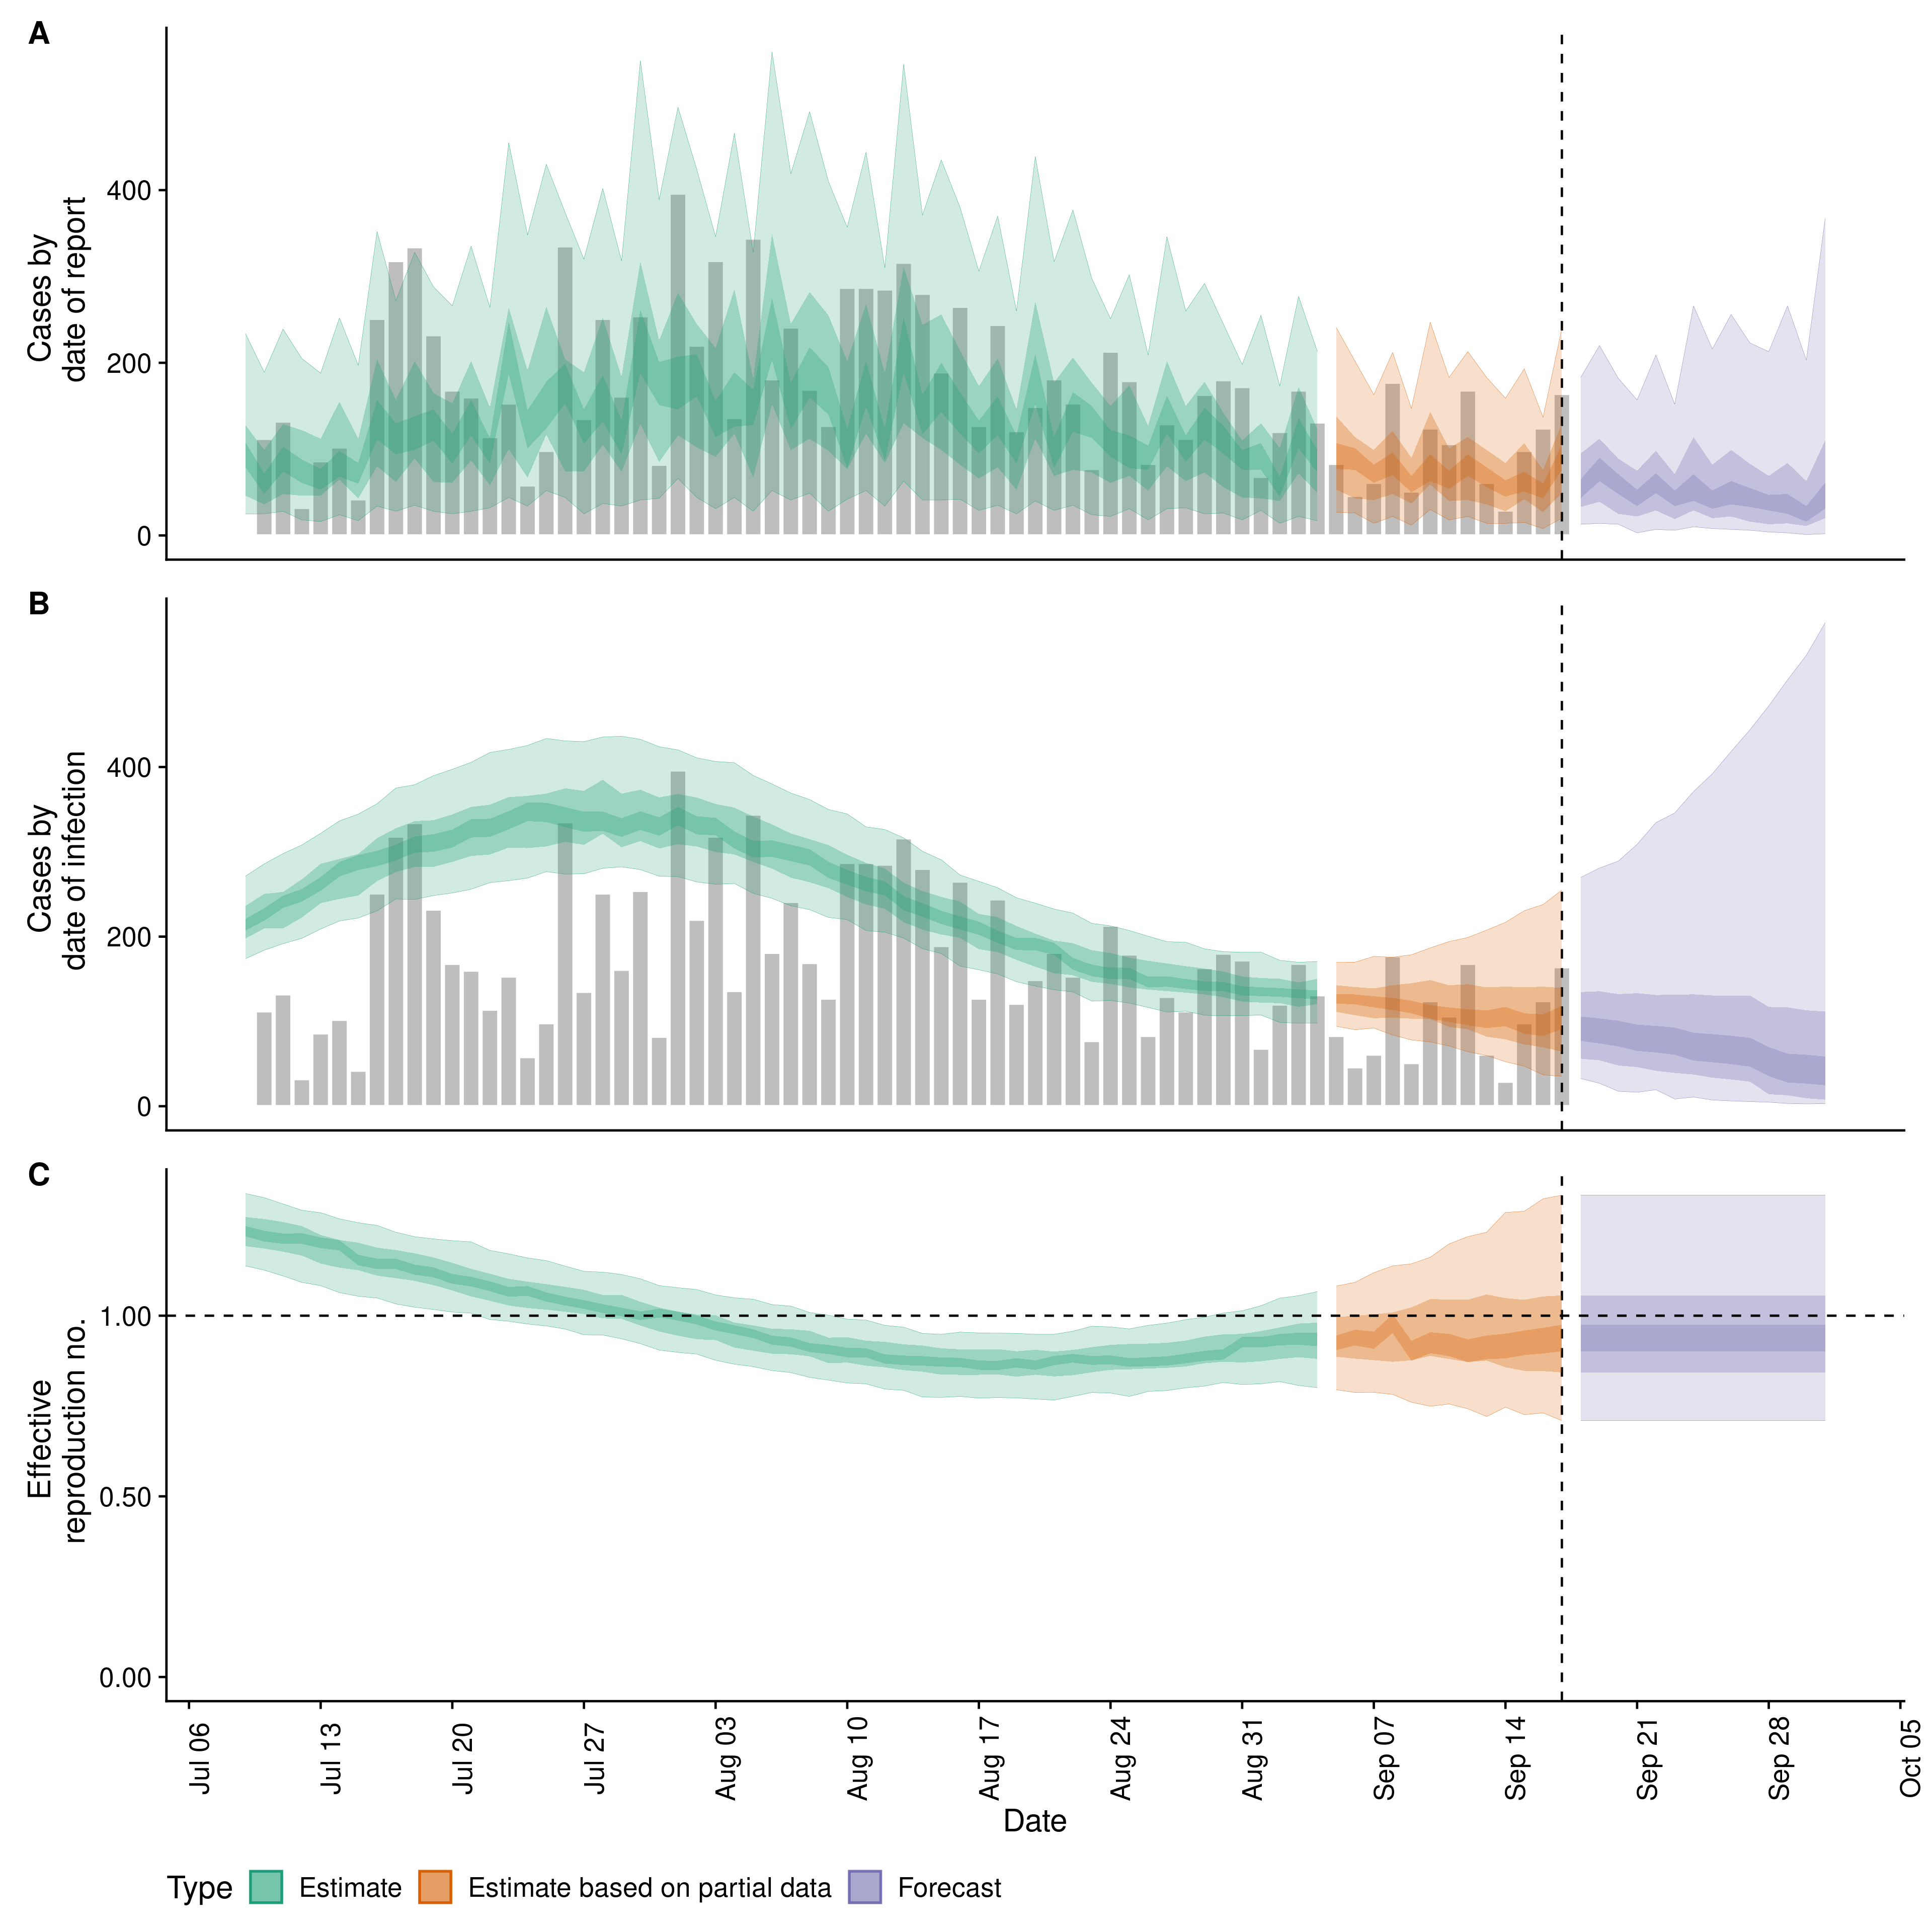 A
Cases by
date of report
400
200
0
B
Cases by
date of infection
400
200
0
C
Effective
reproduction no.
1.00
0.50
0.00
Jul 06
Jul 13
Jul 20
Jul 27
Aug 03
Aug 10
Aug 17
Aug 24
Aug 31
Sep 07
Sep 14
Sep 21
Sep 28
Oct 05
Date
Type Estimate Estimate based on partial data Forecast